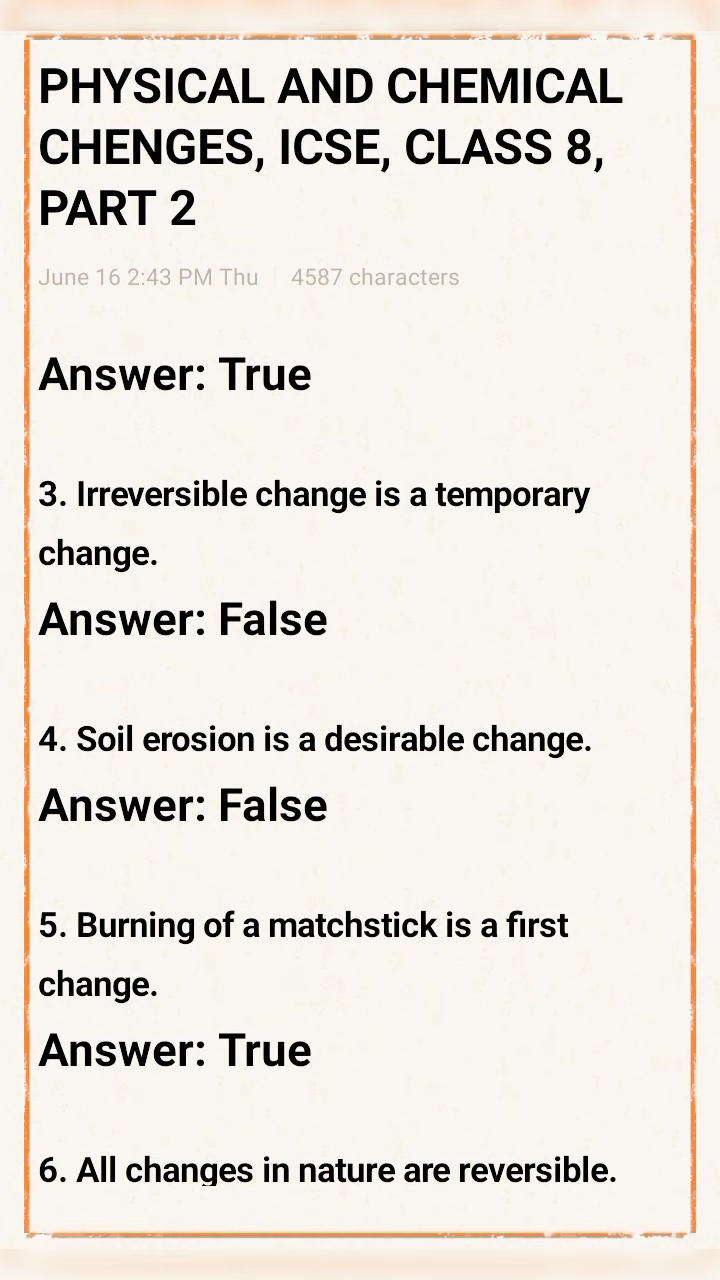 PHYSICAL AND CHEMICAL
CHENGES, ICSE, CLASS 8,
PART 2
June 16 2:43 PM Thu | 4587 characters
Answer: True
3. Irreversible change is a temporary
change.
Answer: False
4. Soil erosion is a desirable change.
Answer: False
5. Burning of a matchstick is a first
change.
Answer: True
6. All changes in nature are reversible.